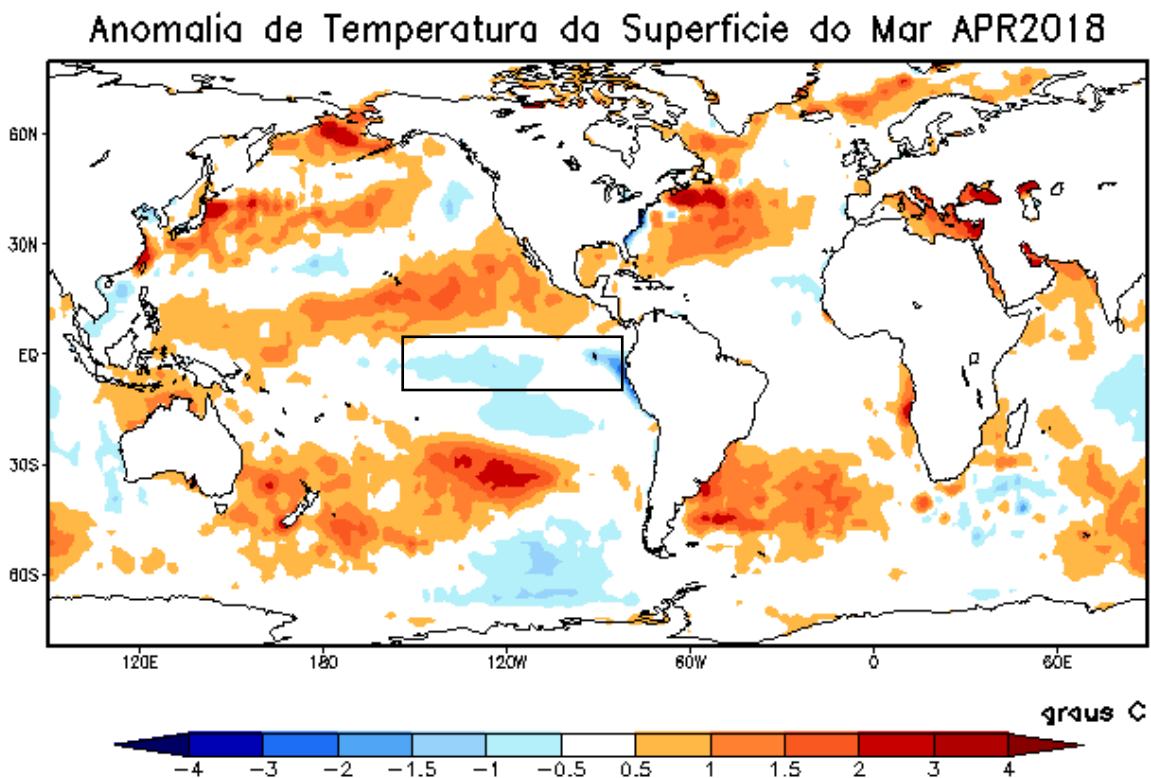 Anomalia de Temperatura da Superficie do Mar APR2018
60N
30N
EQ
30S
60S
120E 180 120W 60W 0 60E
graus C
-4 -3 -2 -1.5 -1 -0.5 0.5 1 1.5 2 3 4